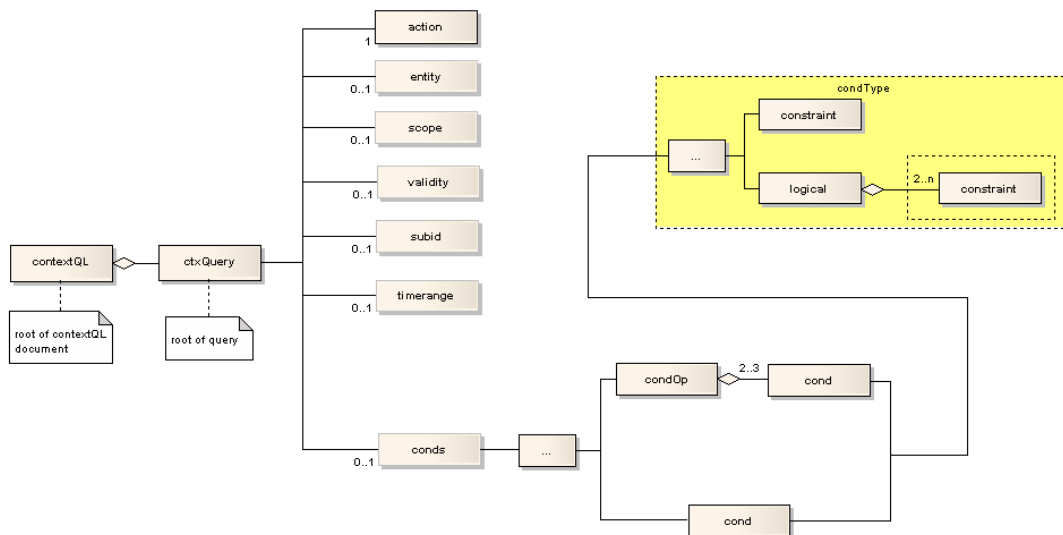 action
1
entity
0..1
condType
scope
constraint
0..1
...
validity
logical
2..n
constraint
0..1
subid
0..1
contextQL
ctxQuery
timerange
0..1
root of contextQL
document
root of query
condOp
2..3
cond
conds
...
0..1
cond